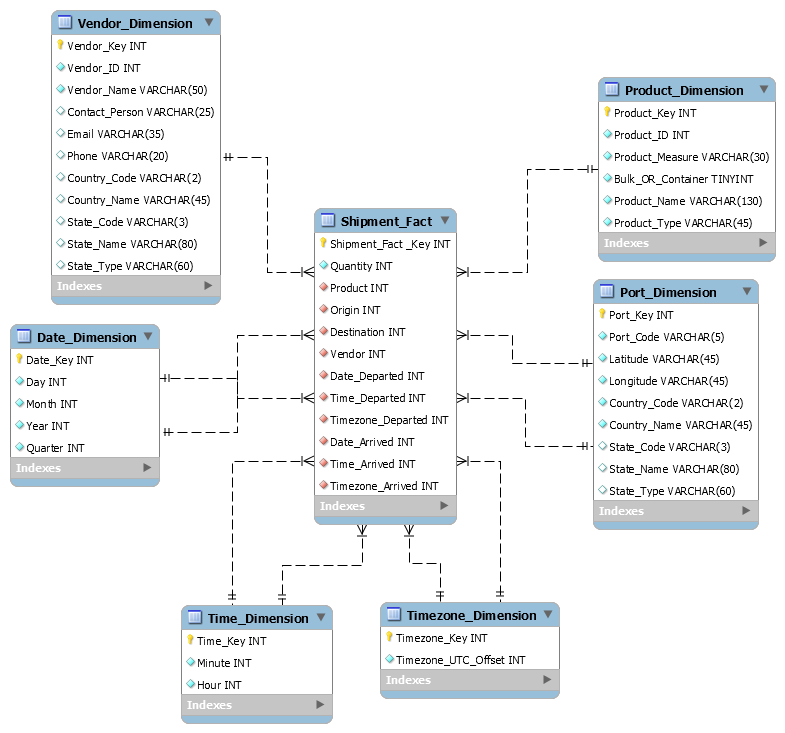 Vendor_Dimension
Vendor_Key INT
Vendor_ID INT
Vendor_Name VARCHAR(50)
Contact_Person VARCHAR(25)
Email VARCHAR(35)
Phone VARCHAR(20)
Country_Code VARCHAR(2)
Country_Name VARCHAR(45)
State_Code VARCHAR(3)
State_Name VARCHAR(80)
State_Type VARCHAR(60)
Indexes
Product_Dimension
Product_Key INT
Product_ID INT
Product_Measure VARCHAR(30)
Bulk_OR_Container TINYINT
Product_Name VARCHAR(130)
Product_Type VARCHAR(45)
Indexes
Shipment_Fact
Shipment_Fact _Key INT
Quantity INT
Product INT
Origin INT
Destination INT
Vendor INT
Date_Departed INT
Time_Departed INT
Timezone_Departed INT
Date_Arrived INT
Time_Arrived INT
Timezone_Arrived INT
Indexes
Port_Dimension
Port_Key INT
Port_Code VARCHAR(5)
Latitude VARCHAR(45)
Longitude VARCHAR(45)
Country_Code VARCHAR(2)
Country_Name VARCHAR(45)
State_Code VARCHAR(3)
State_Name VARCHAR(80)
State_Type VARCHAR(60)
Indexes
Date_Dimension
Date_Key INT
Day INT
Month INT
Year INT
Quarter INT
Indexes
Time_Dimension
Time_Key INT
Minute INT
Hour INT
Indexes
Timezone_Dimension
Timezone_Key INT
Timezone_UTC_Offset INT
Indexes